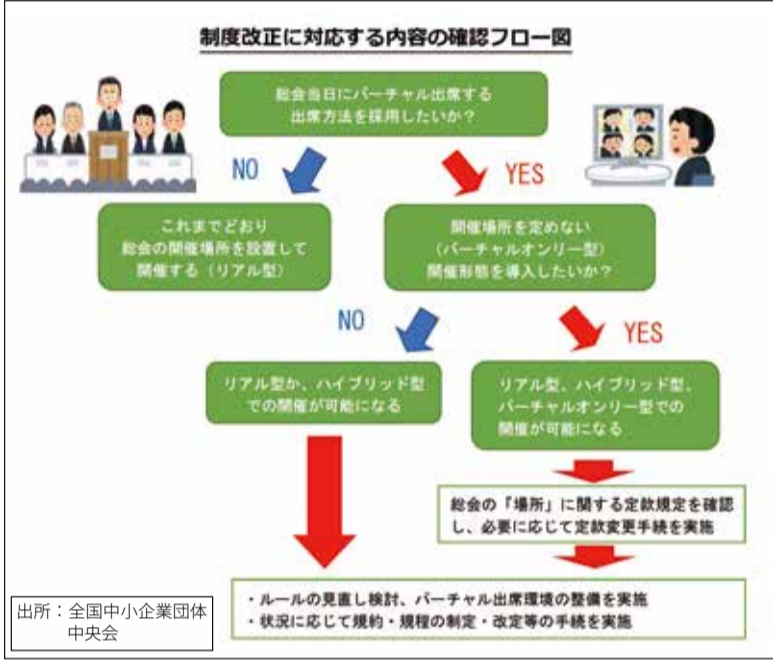 制度改正に対応する内容の確認フロー図
総会当日にバーチャル出席する
出席方法を採用したいか？
NO
YES
これまでどおり
総会の開催場所を設置して
開催する（リアル型）
開催場所を定めない
（バーチャルオンリー型）
開催形態を導入したいか？
NO
YES
リアル型か、ハイブリッド型
での開催が可能になる
リアル型、ハイブリッド型、
バーチャルオンリー型での
開催が可能になる
総会の「場所」に関する定款規定を確認
し、必要に応じて定款変更手続を実施
・ルールの見直し検討、バーチャル出席環境の整備を実施
・状況に応じて規約・規程の制定・改定等の手続を実施
出所：全国中小企業団体
中央会